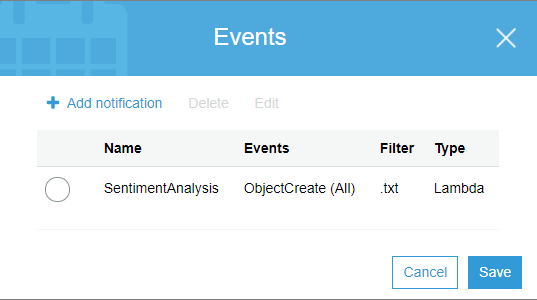 Events
Add notification Delete Edit
Name Events Filter Type
SentimentAnalysis ObjectCreate (All) .txt Lambda
Cancel Save